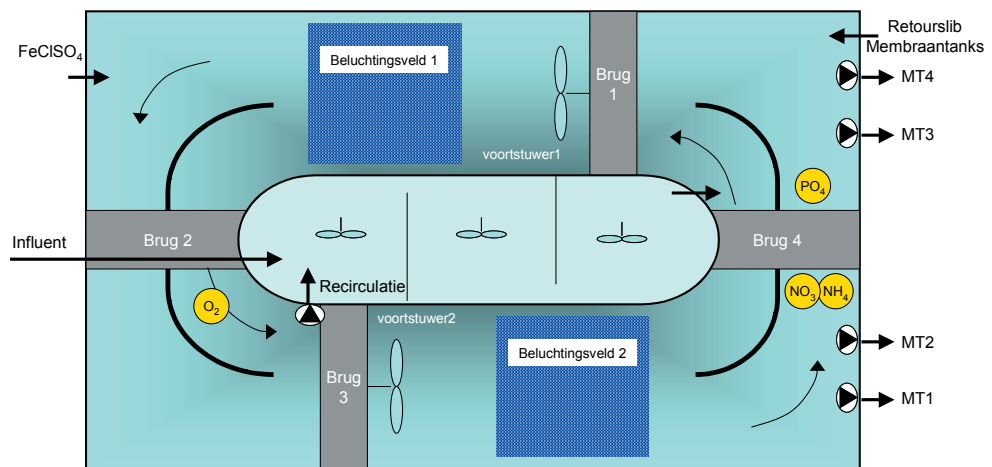 FeClSO4
Beluchtingsveld 1
Brug
1
Retourslib
Membraantanks
MT4
MT3
voortstuwer1
PO4
Influent
Brug 2
Brug 4
Recirculatie
O2
NO3
NH4
voortstuwer2
MT2
Beluchtingsveld 2
Brug
3
MT1